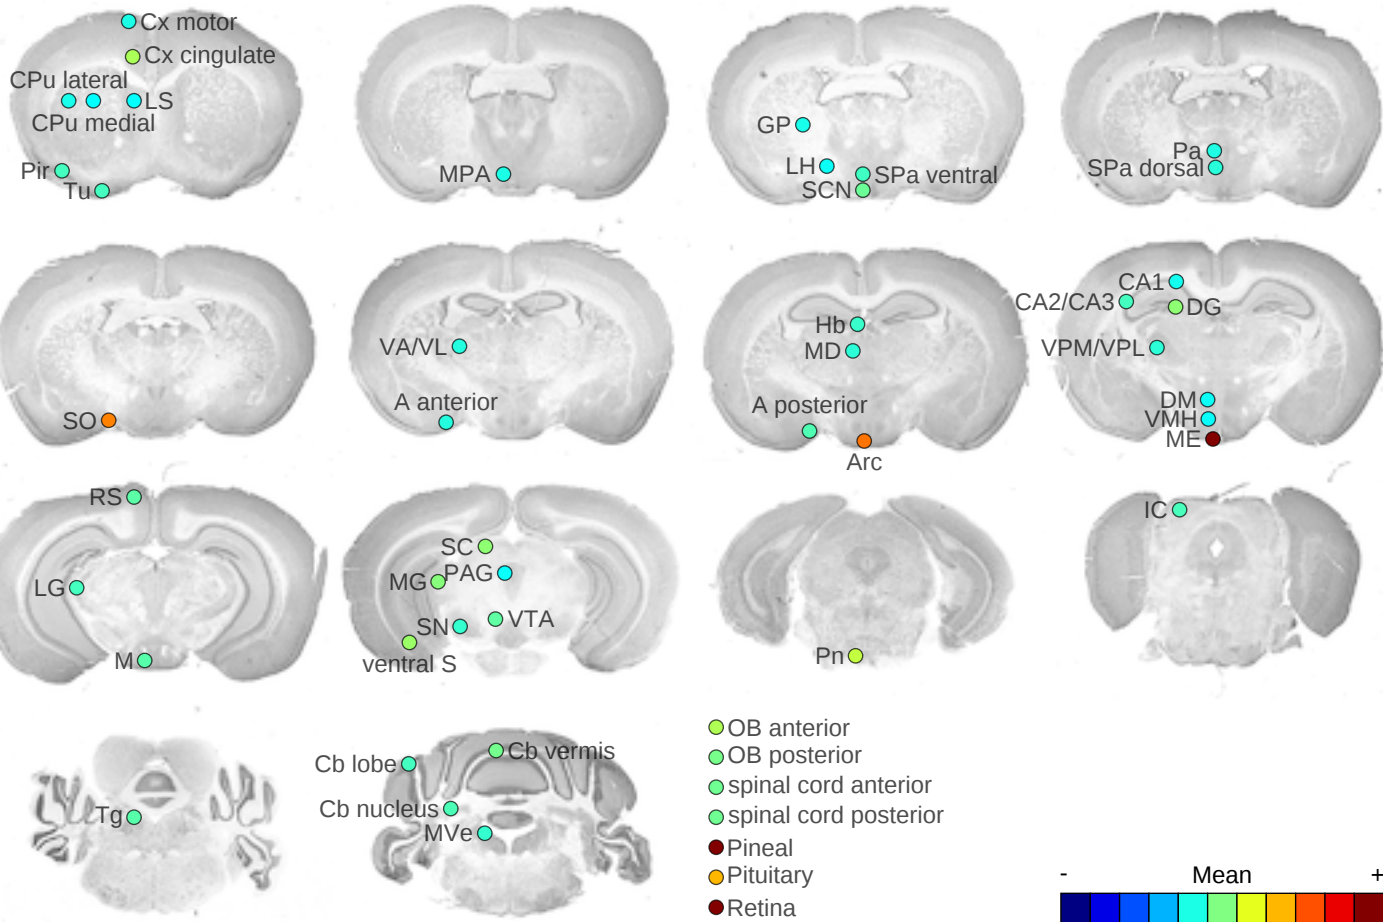 Cx motor
Cx cingulate
CPu lateral
LS
CPu medial
Pir
Tu
MPA
GP
LH
SPa ventral
SCN
Pa
SPa dorsal
SO
VA/VL
A anterior
Hb
MD
A posterior
Arc
CA1
CA2/CA3
DG
VPM/VPL
DM
VMH
ME
RS
LG
M
SC
MG
PAG
SN
VTA
ventral S
Pn
IC
Tg
Cb lobe
Cb vermis
Cb nucleus
MVe
OB anterior
OB posterior
spinal cord anterior
spinal cord posterior
Pineal
Pituitary
Retina
- Mean +